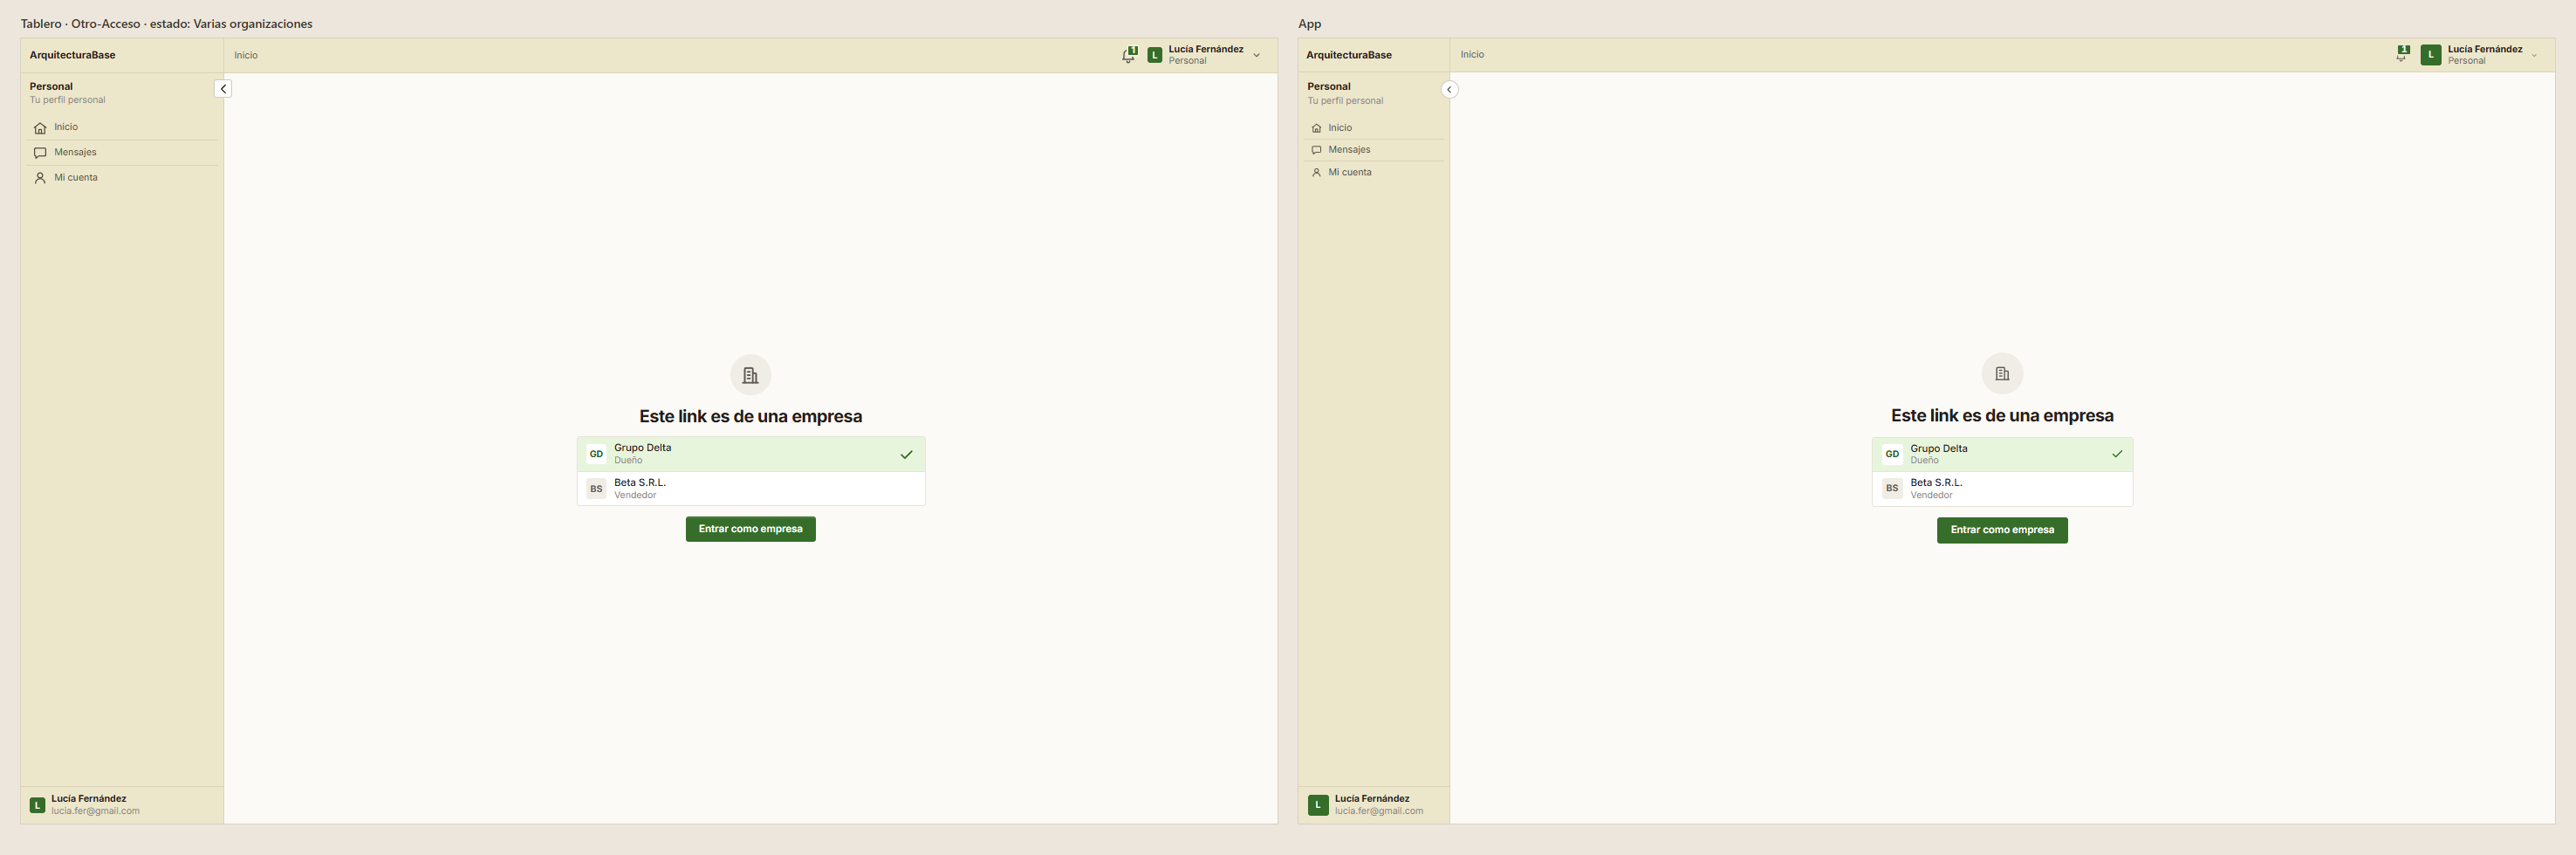 Tablero · Otro-Acceso · estado: Varias organizaciones
ArquitecturaBase
Inicio
1
L
Lucía Fernández
Personal
Personal
Tu perfil personal
Inicio
Mensajes
Mi cuenta
Este link es de una empresa
GD
Grupo Delta
Dueño
BS
Beta S.R.L.
Vendedor
Entrar como empresa
L
Lucía Fernández
lucia.fer@gmail.com
App
ArquitecturaBase
Inicio
1
L
Lucía Fernández
Personal
Personal
Tu perfil personal
Inicio
Mensajes
Mi cuenta
Este link es de una empresa
GD
Grupo Delta
Dueño
BS
Beta S.R.L.
Vendedor
Entrar como empresa
L
Lucía Fernández
lucia.fer@gmail.com